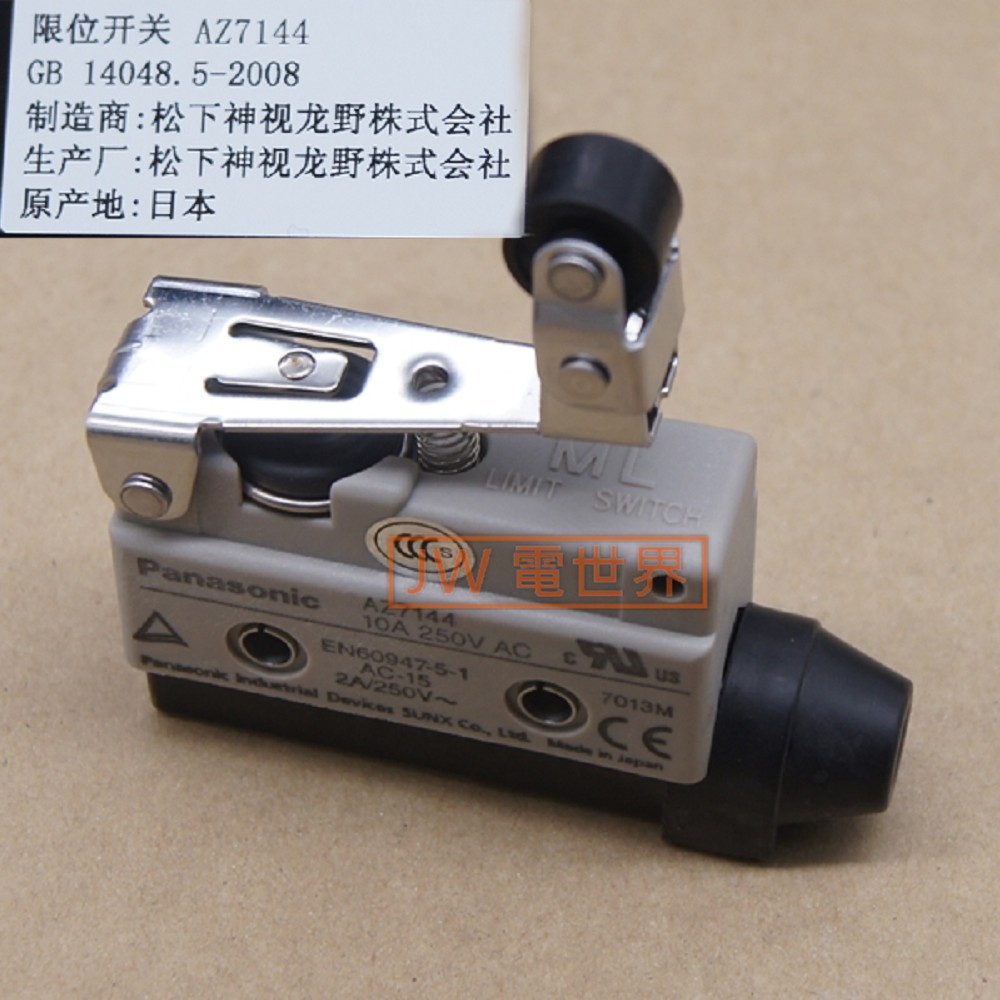 限位开关 AZ7144
GB 14048.5-2008
制造商:松下神视龙野株式会社
生产厂:松下神视龙野株式会社
原产地:日本
ML
LIMIT SWITCH
CCC S
JW 電世界
Panasonic AZ7144
10A 250V AC
EN60947-5-1
AC-15
2A/250V~
c UR US
7013M
CE
Panasonic Industrial Devices SUNX Co., Ltd. Made in Japan